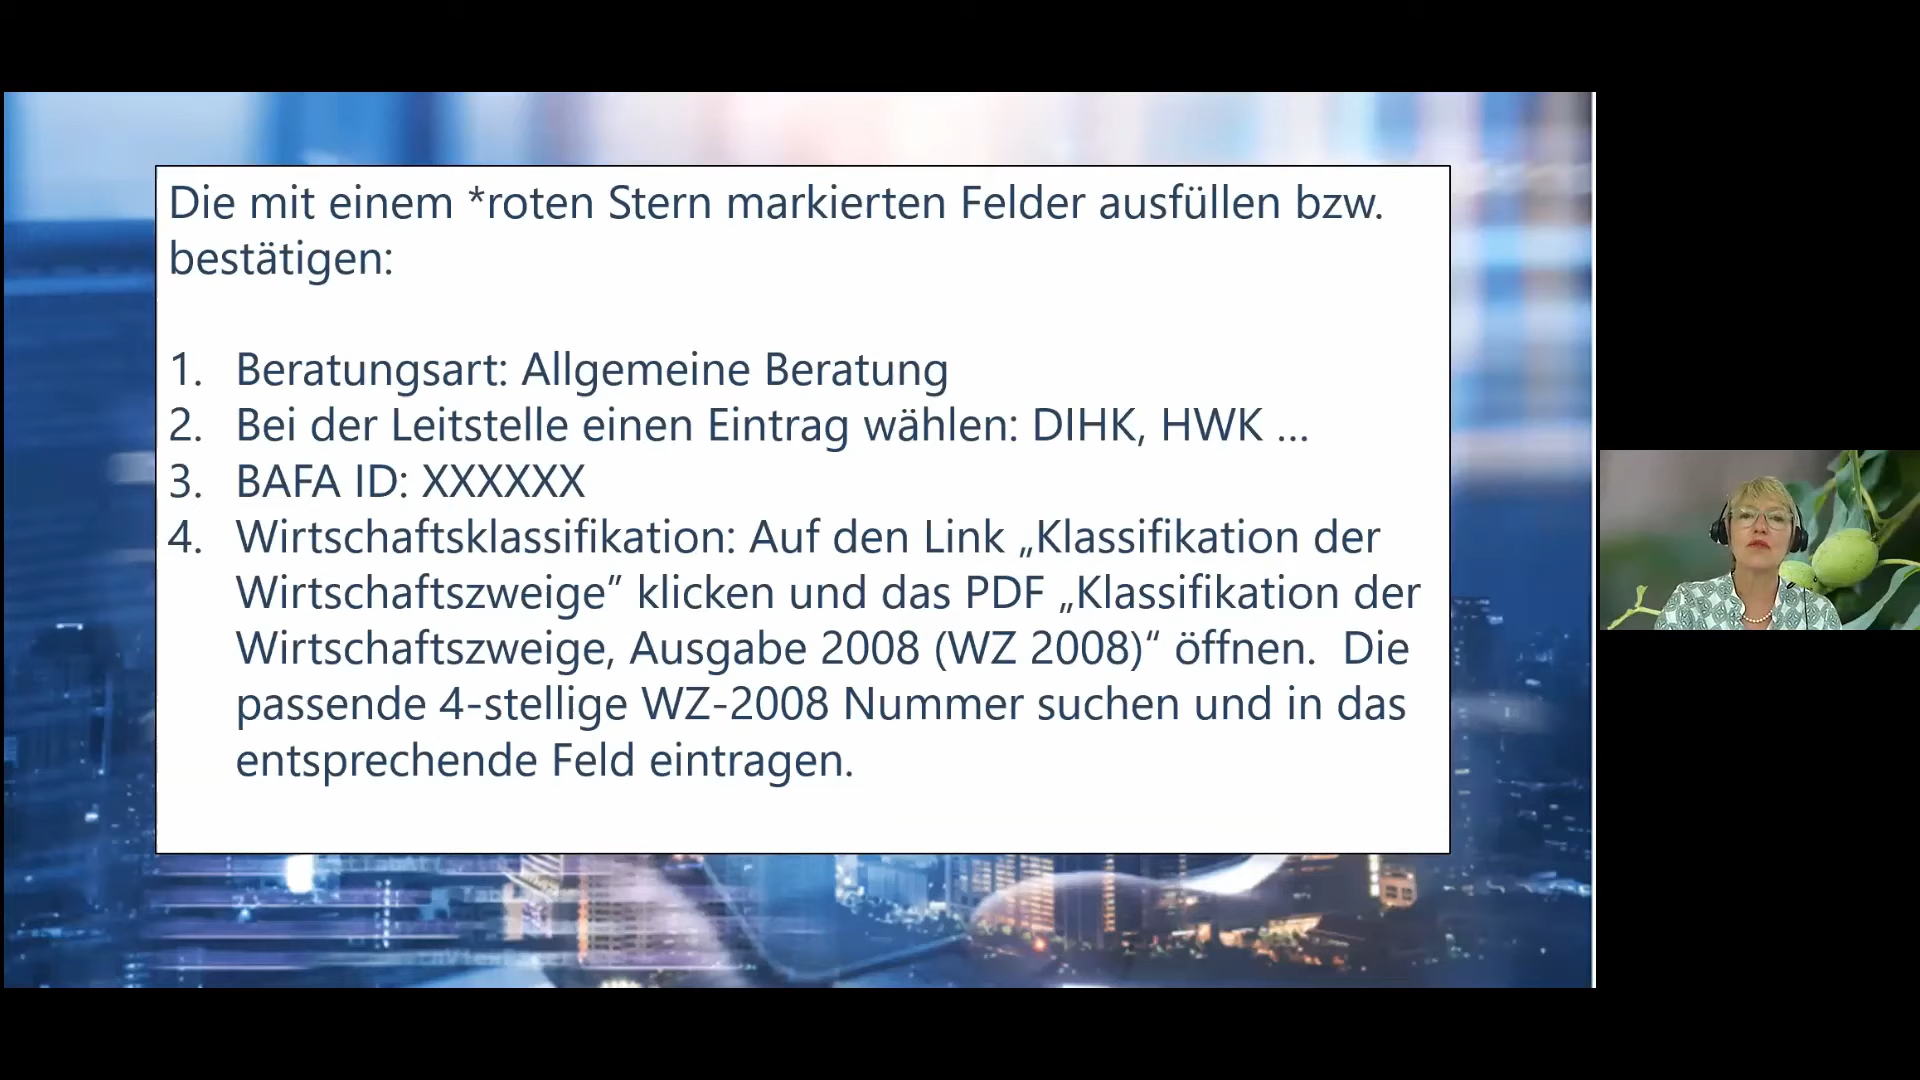 Die mit einem *roten Stern markierten Felder ausfüllen bzw.
bestätigen:
1. Beratungsart: Allgemeine Beratung
2. Bei der Leitstelle einen Eintrag wählen: DIHK, HWK ...
3. BAFA ID: XXXXXX
4. Wirtschaftsklassifikation: Auf den Link „Klassifikation der
Wirtschaftszweige” klicken und das PDF „Klassifikation der
Wirtschaftszweige, Ausgabe 2008 (WZ 2008)“ öffnen.  Die
passende 4-stellige WZ-2008 Nummer suchen und in das
entsprechende Feld eintragen.